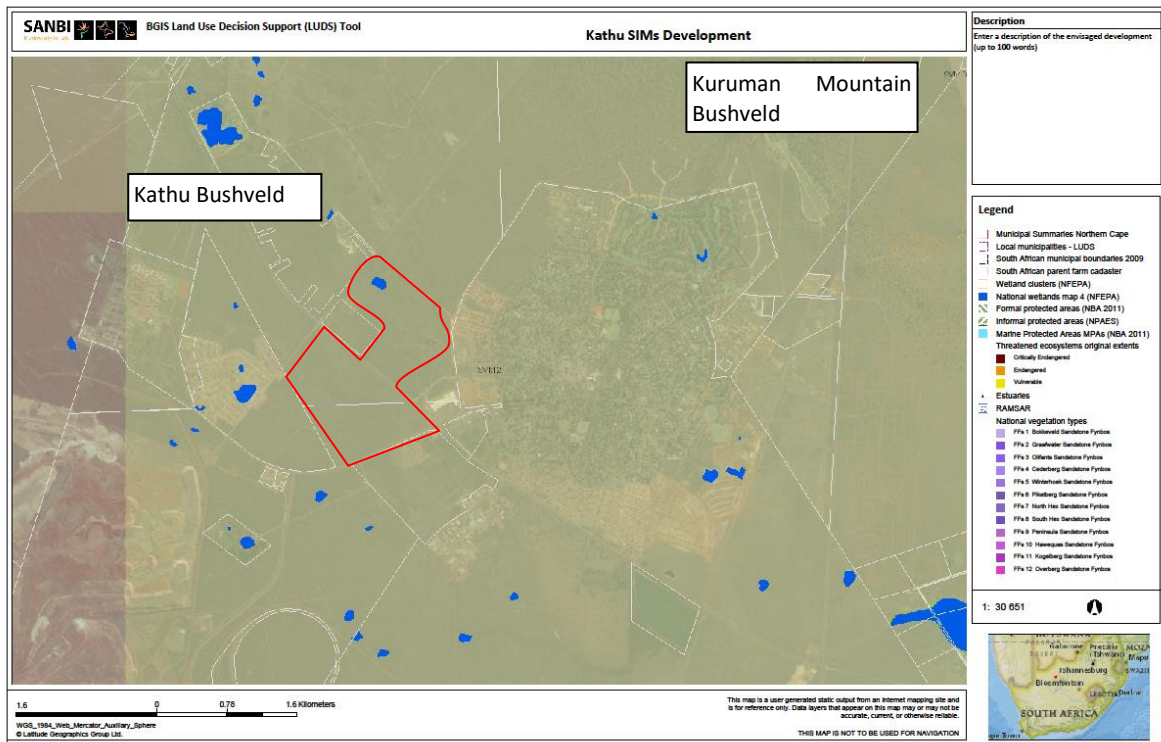 SANBI
BGIS Land Use Decision Support (LUDS) Tool
Kathu SIMs Development
Kuruman Mountain
Bushveld
Kathu Bushveld
SVk12
Description
Enter a description of the envisaged development
(up to 100 words)
Legend
Municipal Summaries Northern Cape
Local municipalities - LUDS
South African municipal boundaries 2009
South African parent farm cadaster
Wetland clusters (NFEPA)
National wetlands map 4 (NFEPA)
Formal protected areas (NBA 2011)
Informal protected areas (NPAES)
Marine Protected Areas MPAs (NBA 2011)
Threatened ecosystems original extents
Critically Endangered
Endangered
Vulnerable
Estuaries
RAMSAR
National vegetation types
FFs 1 Bokkeveld Sandstone Fynbos
FFs 2 Graafwater Sandstone Fynbos
FFs 3 Olifants Sandstone Fynbos
FFs 4 Cederberg Sandstone Fynbos
FFs 5 Winterhoek Sandstone Fynbos
FFs 6 Piketberg Sandstone Fynbos
FFs 7 North Hex Sandstone Fynbos
FFs 8 South Hex Sandstone Fynbos
FFs 9 Peninsula Sandstone Fynbos
FFs 10 Hawequas Sandstone Fynbos
FFs 11 Kogelberg Sandstone Fynbos
FFs 12 Overberg Sandstone Fynbos
1: 30 651
Gaborone Pretoria MOZA
Johannesburg
Bloemfontein
SOUTH AFRICA
1.6 0 0.78 1.6 Kilometers
WGS_1984_Web_Mercator_Auxiliary_Sphere
© Latitude Geographics Group Ltd.
This map is a user generated static output from an Internet mapping site and
is for reference only. Data layers that appear on this map may or may not be
accurate, current, or otherwise reliable.
THIS MAP IS NOT TO BE USED FOR NAVIGATION